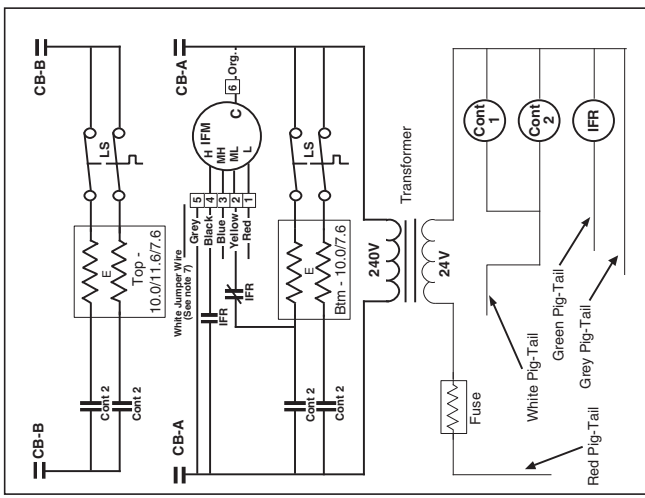 CB-B
CB-B
LS
E
Top -
10.0/11.6/7.6
Cont 2
Cont 2
CB-A
CB-A
6
Org.
C
IFM
H
MH
ML
L
5
4
3
2
1
Grey
Black
Blue
Yellow
Red
White Jumper Wire
(See note 7)
IFR
IFR
LS
E
Btm - 10.0/7.6
Cont 2
Cont 2
Transformer
240V
24V
Cont
1
Cont
2
IFR
Fuse
White Pig-Tail
Green Pig-Tail
Grey Pig-Tail
Red Pig-Tail